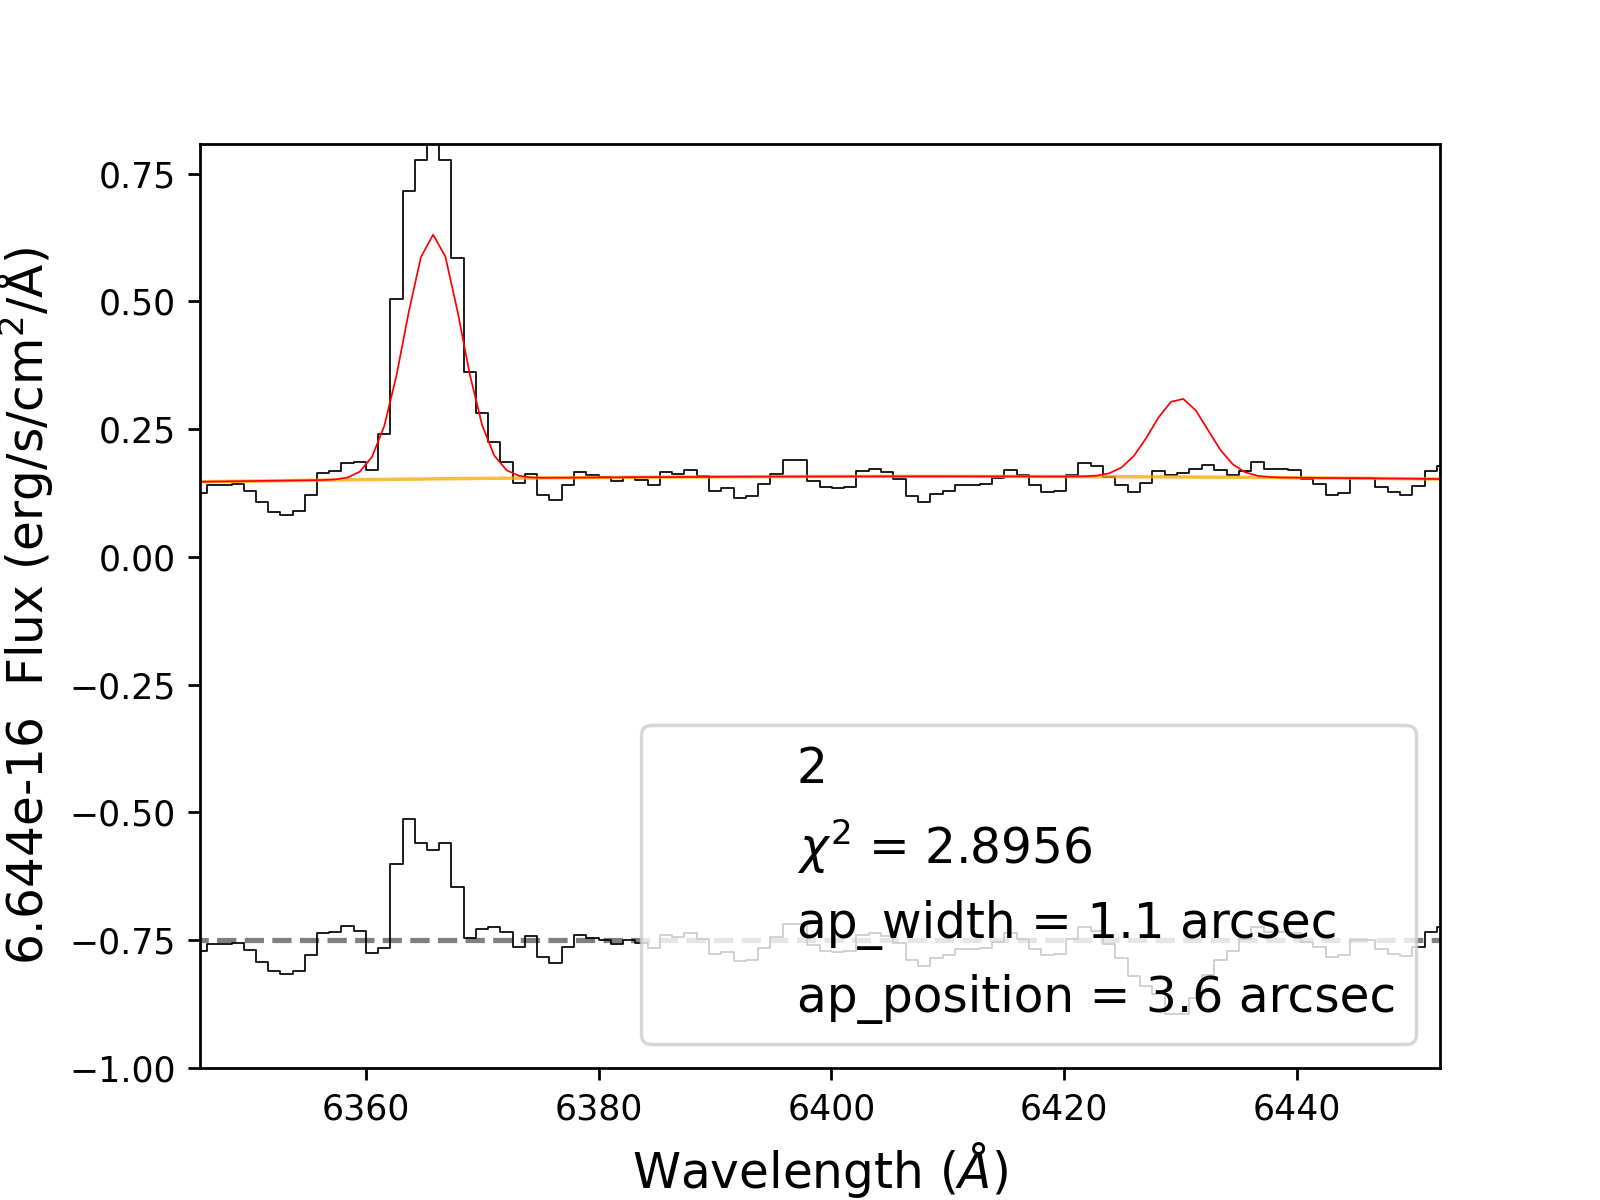 0.75
0.50
0.25
0.00
−0.25
−0.50
−0.75
−1.00
6360
6380
6400
6420
6440
Wavelength (Å)
6.644e-16 Flux (erg/s/cm²/Å)
2
χ² = 2.8956
ap_width = 1.1 arcsec
ap_position = 3.6 arcsec